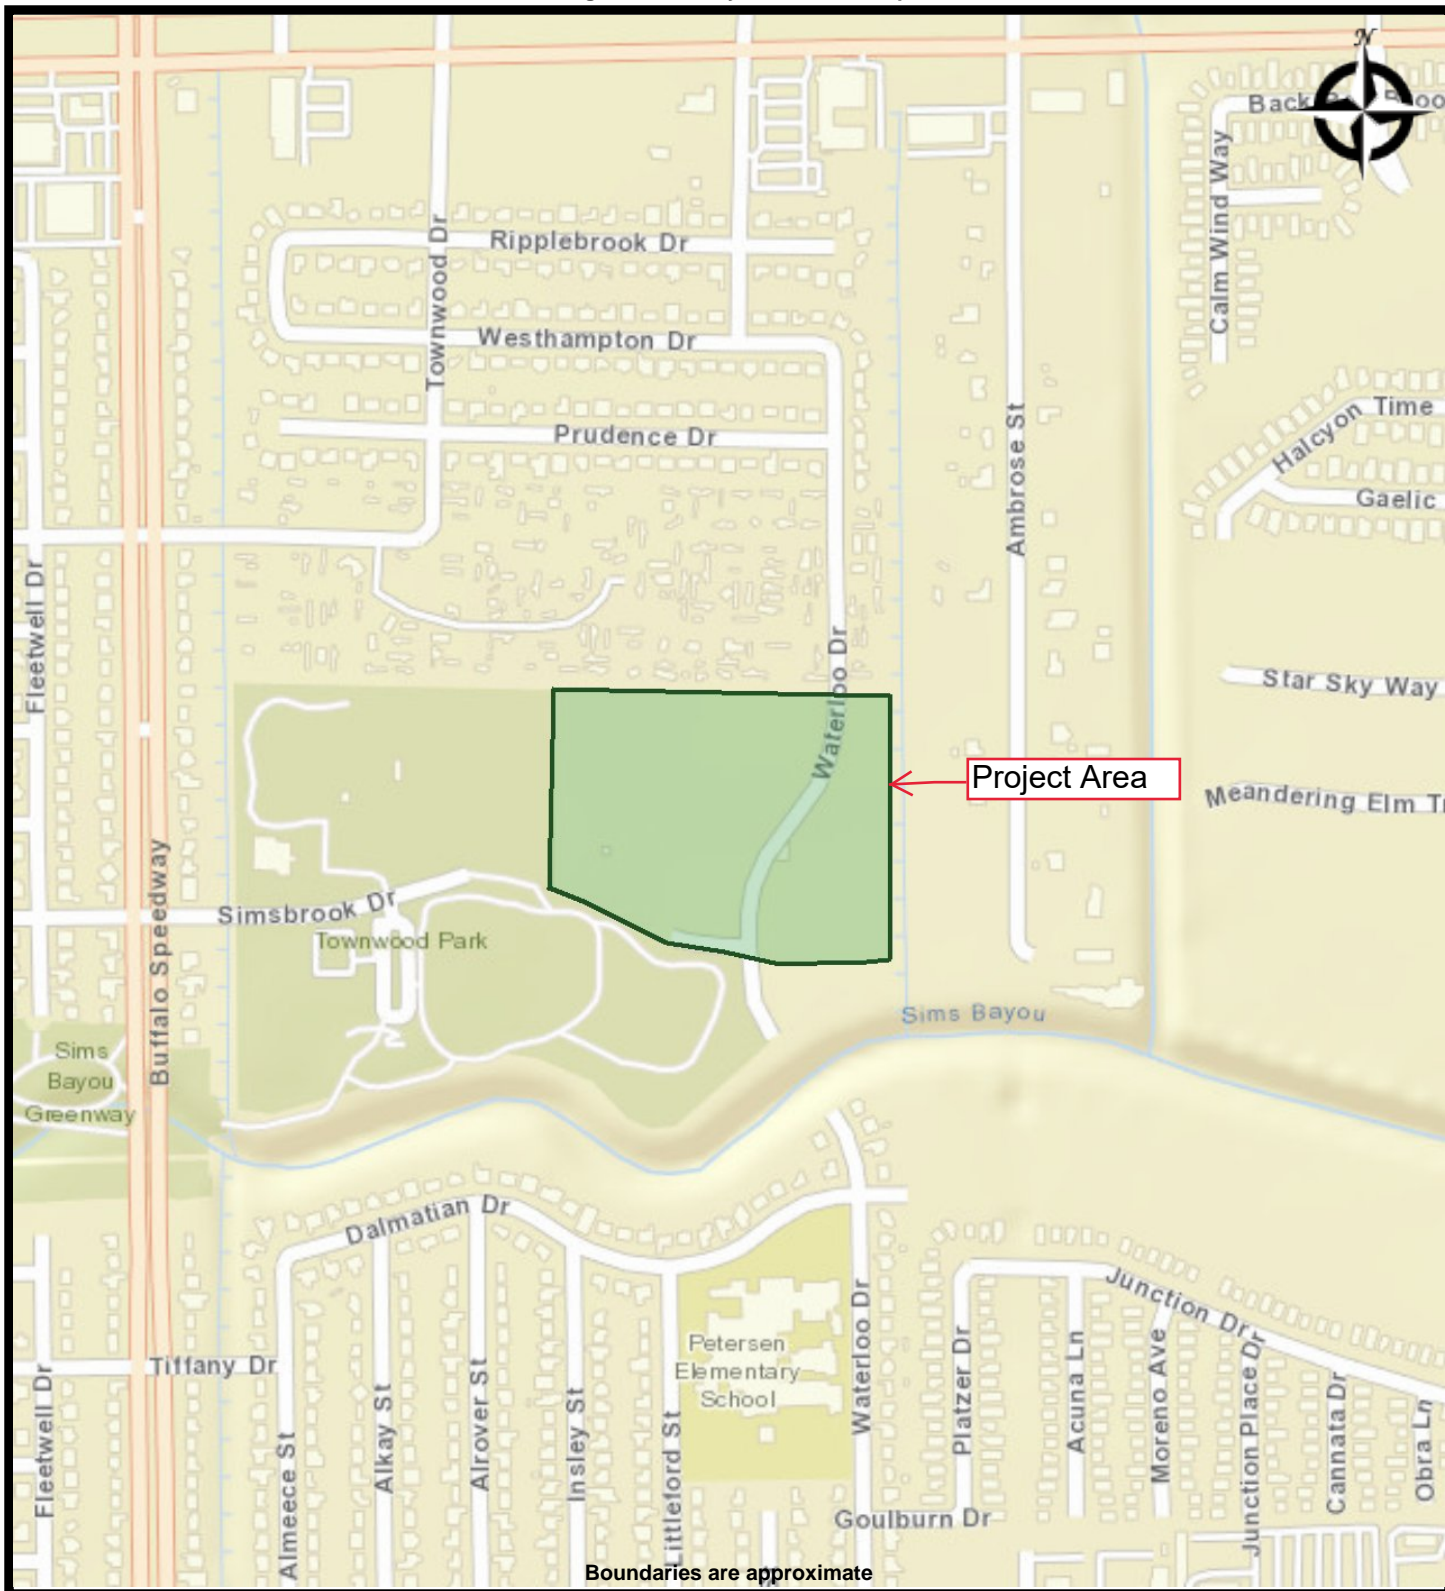 N
Back
Calm Wind Way
Ripplebrook Dr
Townwood Dr
Westhampton Dr
Prudence Dr
Halcyon
Time
Gaelic
Ambrose St
Fleetwell Dr
Waterloo Dr
Star Sky Way
Project Area
Meandering Elm
Buffalo Speedway
Simsbrook Dr
Townwood Park
Sims Bayou
Sims
Bayou
Greenway
Dalmatian Dr
Junction Dr
Petersen
Elementary
School
Waterloo Dr
Tiffany Dr
Fleetwell Dr
Almeece St
Alkay St
Alrover St
Insley St
Littleford St
Platzer Dr
Acuna Ln
Moreno Ave
Junction Place Dr
Cannata Dr
Obra Ln
Goulburn Dr
Boundaries are approximate